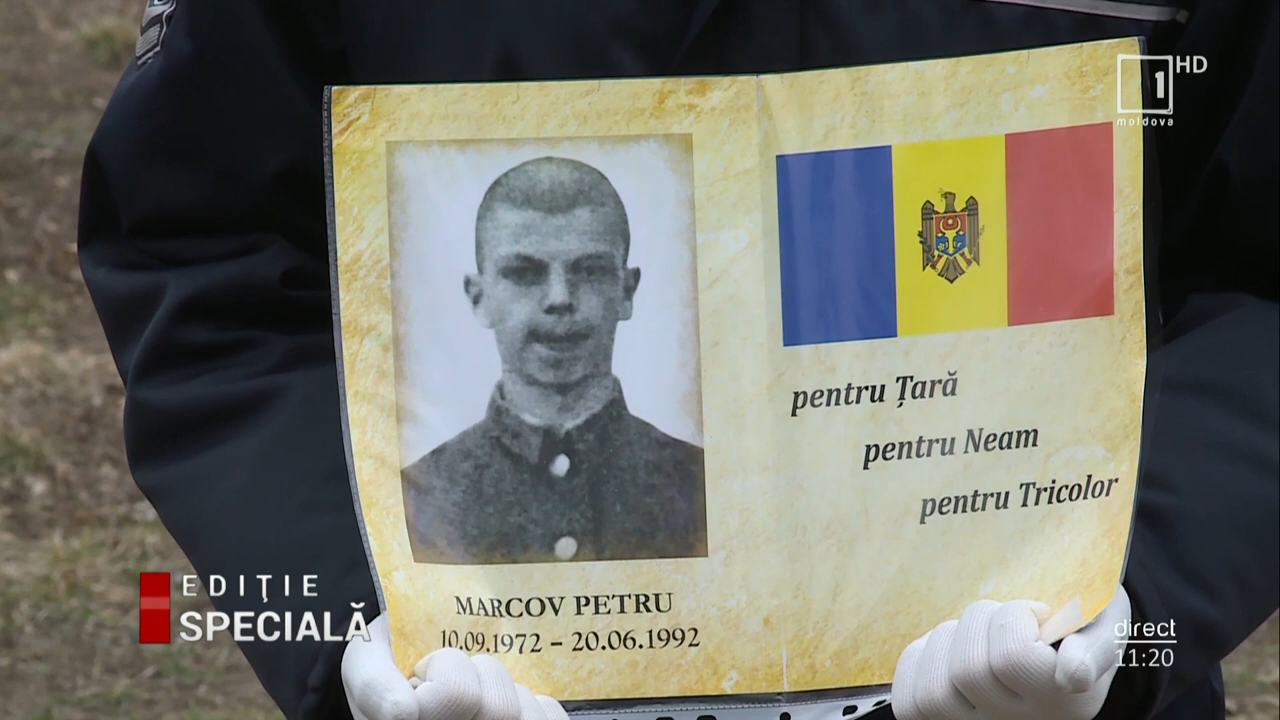 1 HD
moldova
pentru Țară
pentru Neam
pentru Tricolor
MARCOV PETRU
10.09.1972 – 20.06.1992
EDIŢIE
SPECIALĂ
direct
11:20